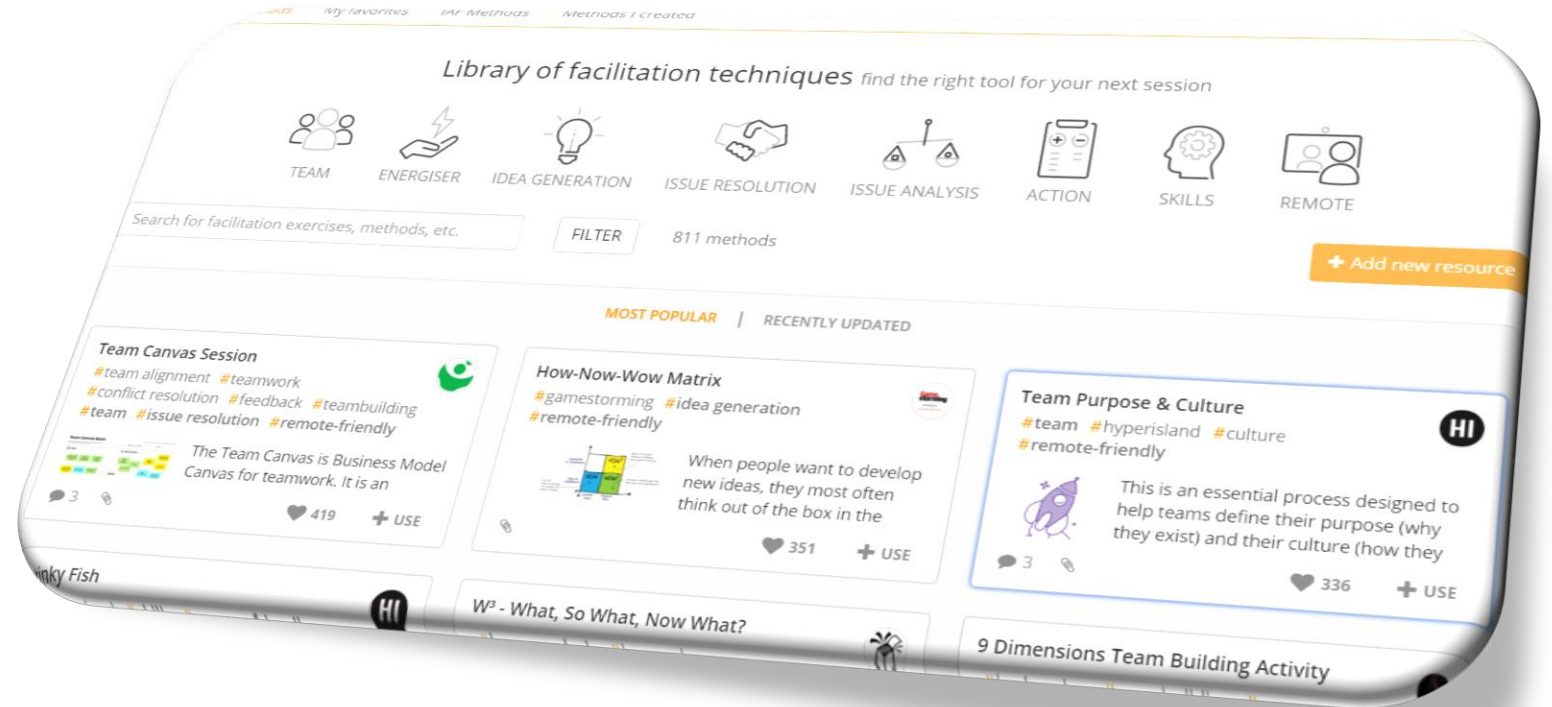 My favorites IAF Methods Methods I created
Library of facilitation techniques find the right tool for your next session
TEAM ENERGISER IDEA GENERATION ISSUE RESOLUTION ISSUE ANALYSIS ACTION SKILLS REMOTE
Search for facilitation exercises, methods, etc. FILTER 811 methods
+ Add new resource
MOST POPULAR | RECENTLY UPDATED
Team Canvas Session
#team alignment #teamwork
#conflict resolution #feedback #teambuilding
#team #issue resolution #remote-friendly
The Team Canvas is Business Model
Canvas for teamwork. It is an
3 419 + USE
How-Now-Wow Matrix
#gamestorming #idea generation
#remote-friendly
When people want to develop
new ideas, they most often
think out of the box in the
351 + USE
Team Purpose & Culture
HI
#team #hyperisland #culture
#remote-friendly
This is an essential process designed to
help teams define their purpose (why
they exist) and their culture (how they
3 336 + USE
Fish
HI
W³ - What, So What, Now What?
9 Dimensions Team Building Activity